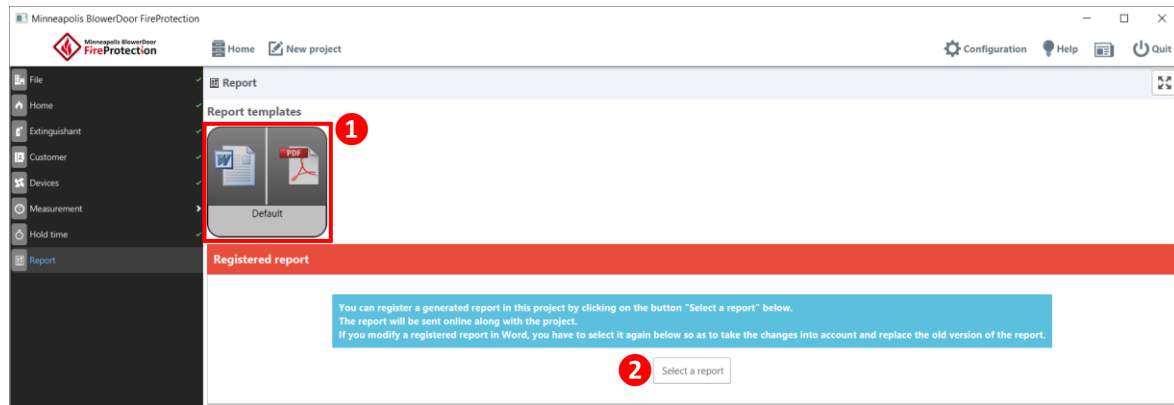 Minneapolis BlowerDoor FireProtection
Minneapolis BlowerDoor
FireProtection
Home
New project
Configuration
Help
Quit
File
Home
Extinguishant
Customer
Devices
Measurement
Hold time
Report
Report
Report templates
1
W
PDF
Default
Registered report
You can register a generated report in this project by clicking on the button "Select a report" below.
The report will be sent online along with the project.
If you modify a registered report in Word, you have to select it again below so as to take the changes into account and replace the old version of the report.
2
Select a report